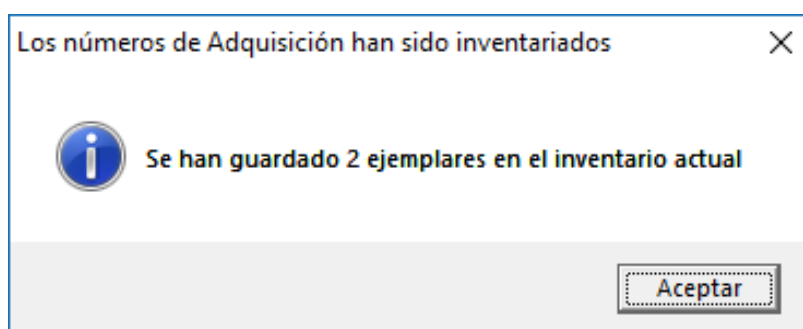 Los números de Adquisición han sido inventariados
Se han guardado 2 ejemplares en el inventario actual
Aceptar